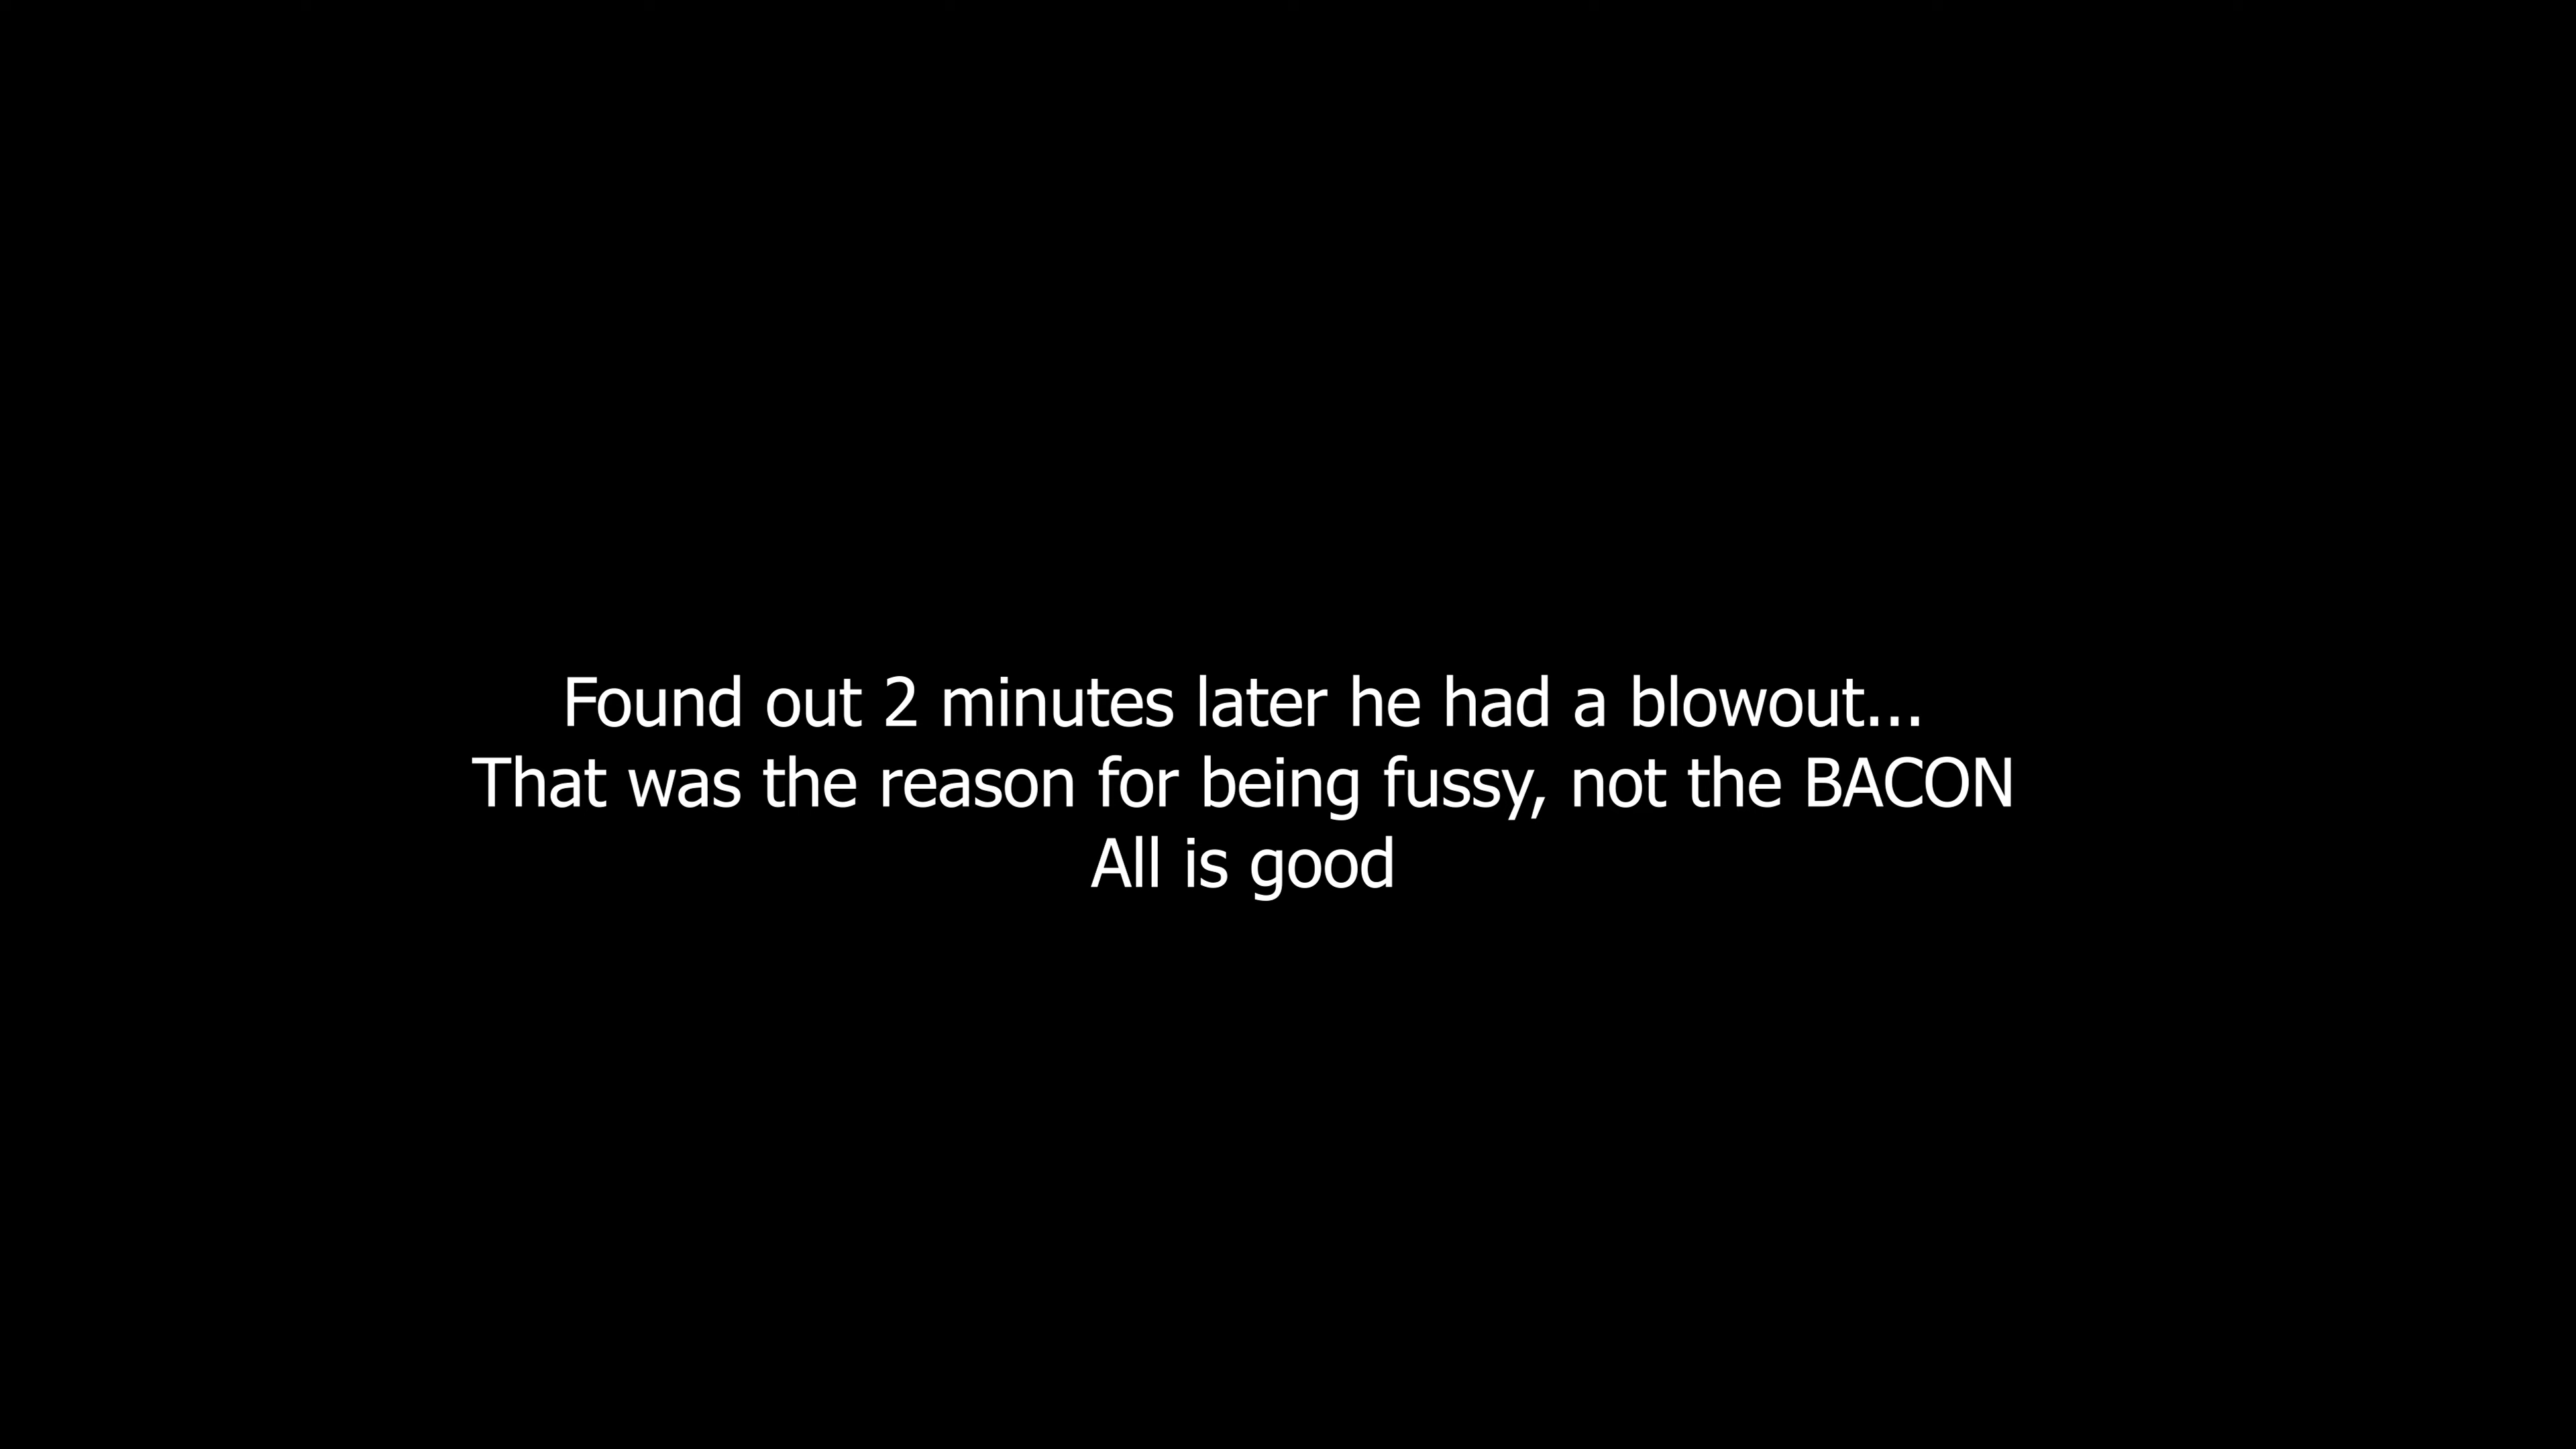 Found out 2 minutes later he had a blowout...
That was the reason for being fussy, not the BACON
All is good